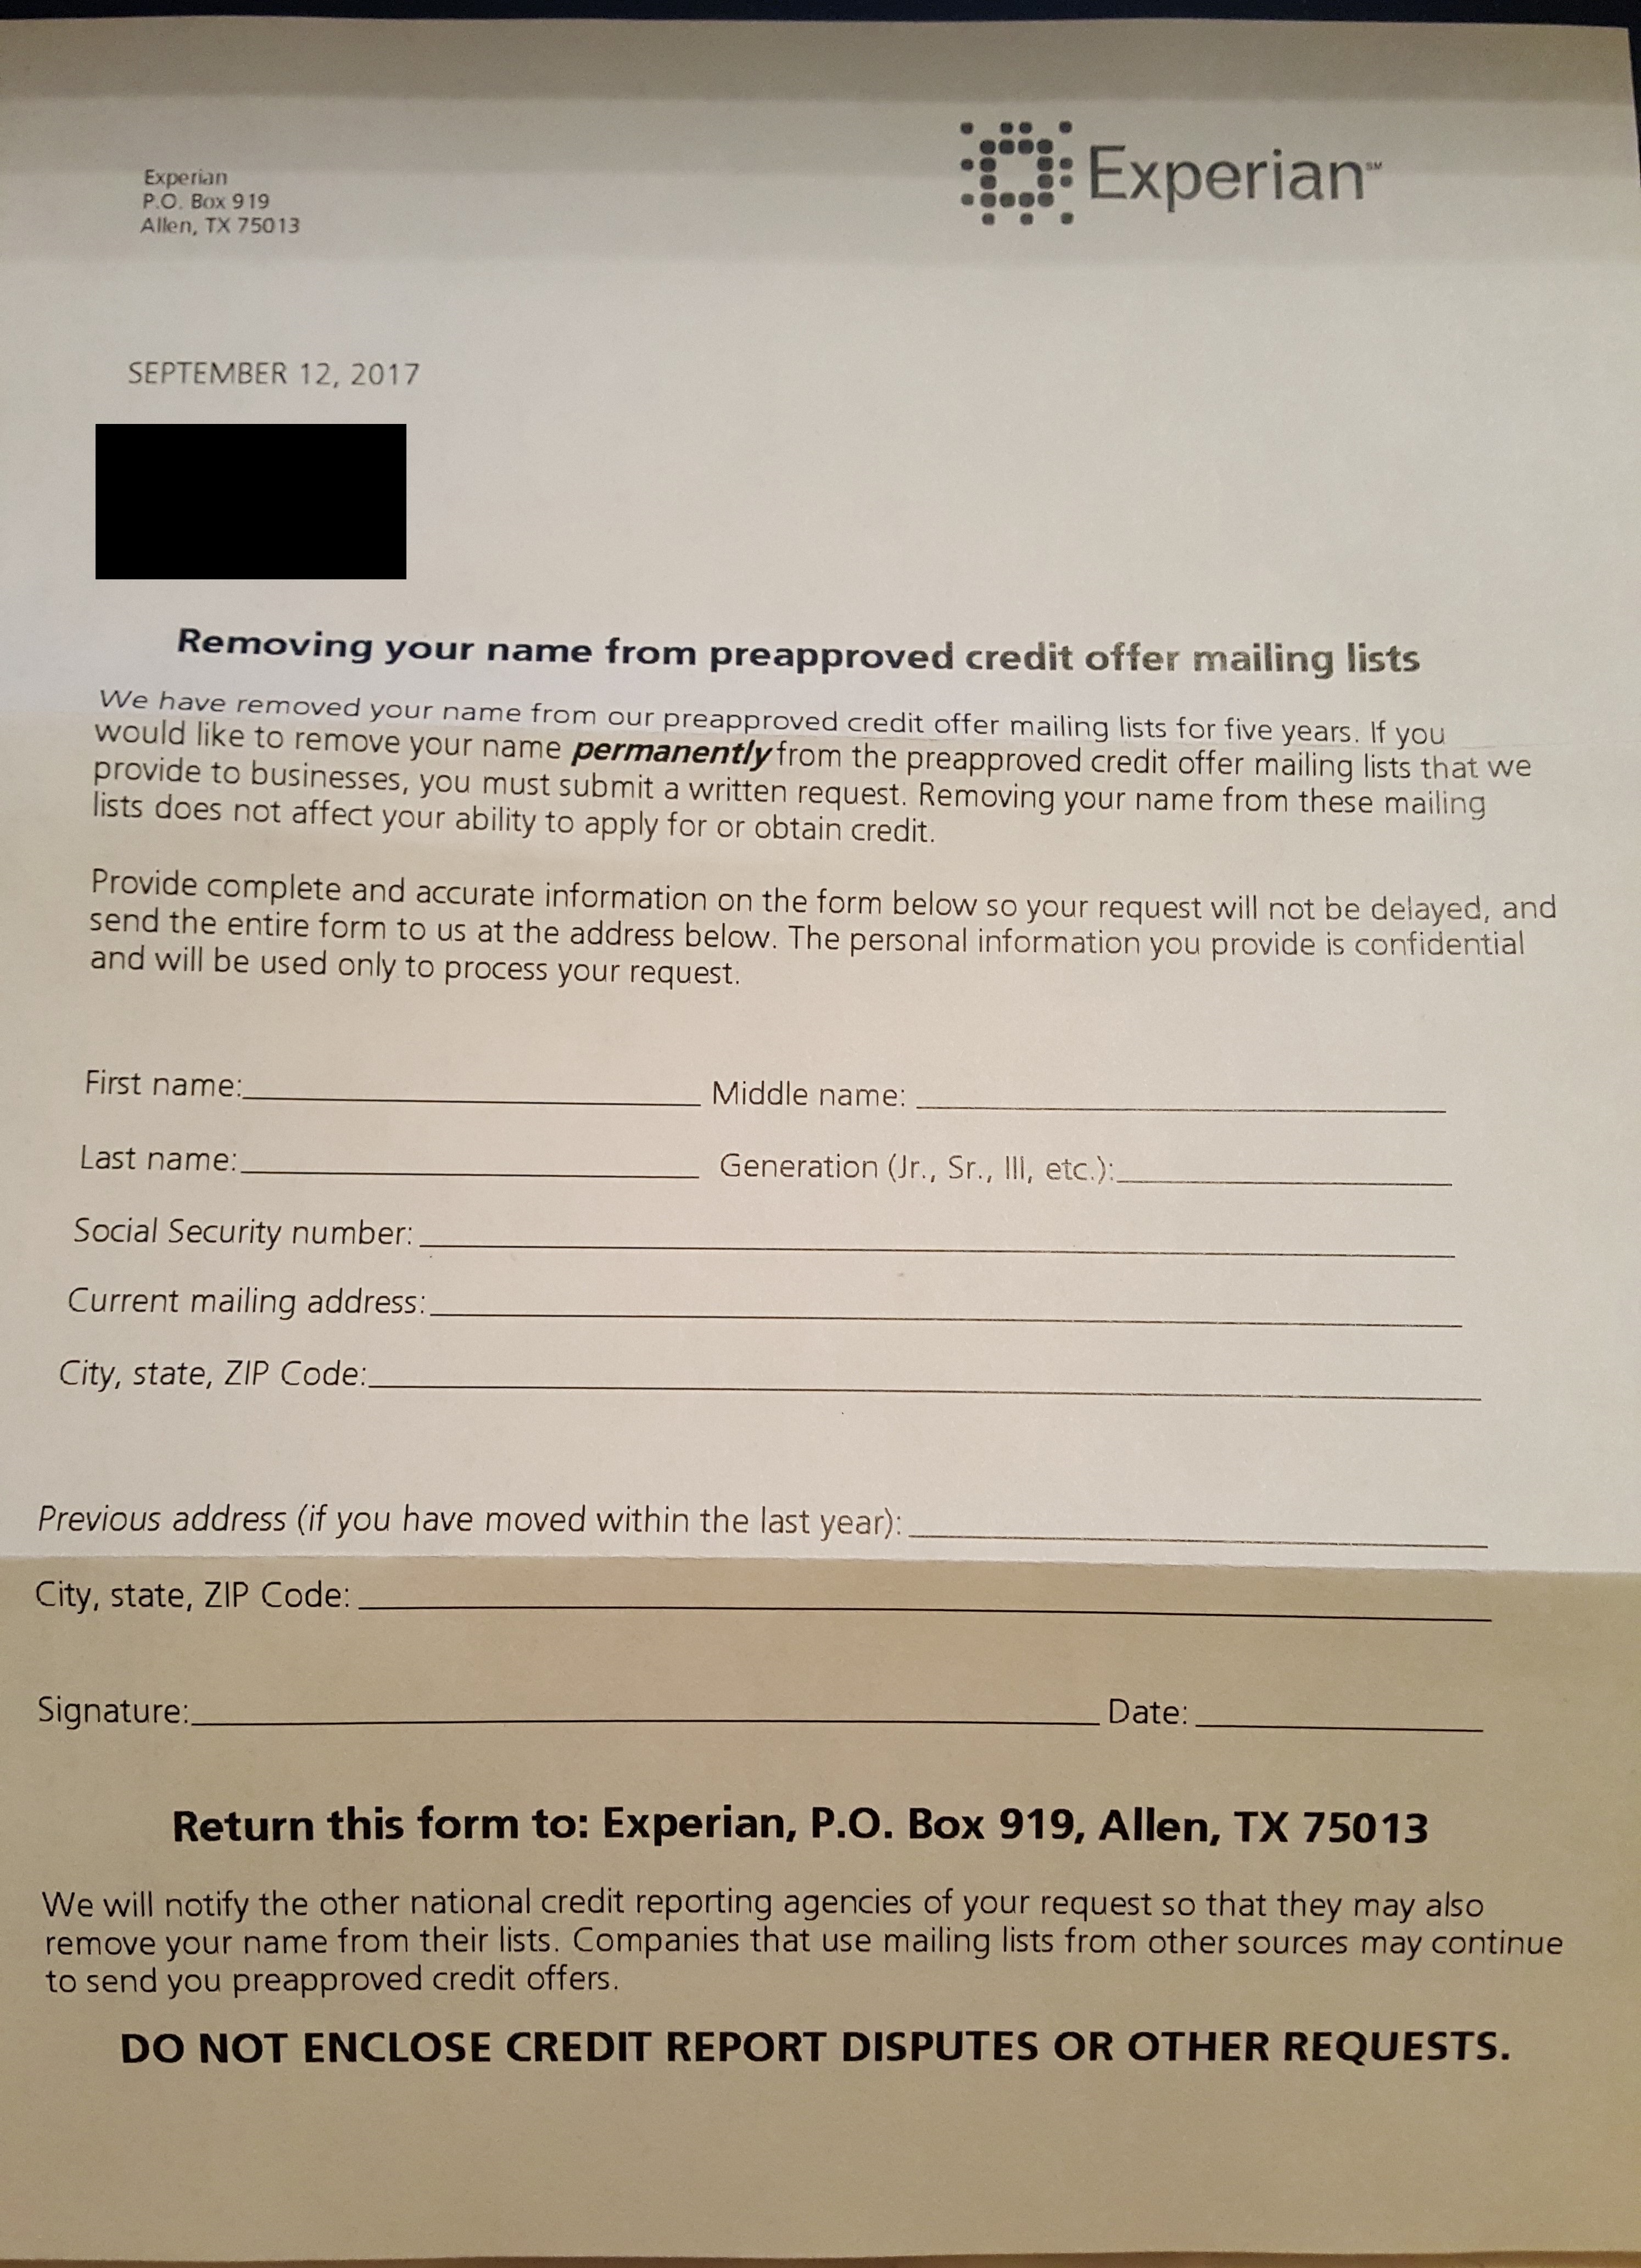 Experian
P.O. Box 919
Allen, TX 75013
Experian℠
SEPTEMBER 12, 2017
Removing your name from preapproved credit offer mailing lists
We have removed your name from our preapproved credit offer mailing lists for five years. If you
would like to remove your name permanently from the preapproved credit offer mailing lists that we
provide to businesses, you must submit a written request. Removing your name from these mailing
lists does not affect your ability to apply for or obtain credit.
Provide complete and accurate information on the form below so your request will not be delayed, and
send the entire form to us at the address below. The personal information you provide is confidential
and will be used only to process your request.
First name: Middle name:
Last name: Generation (Jr., Sr., III, etc.):
Social Security number:
Current mailing address:
City, state, ZIP Code:
Previous address (if you have moved within the last year):
City, state, ZIP Code:
Signature: Date:
Return this form to: Experian, P.O. Box 919, Allen, TX 75013
We will notify the other national credit reporting agencies of your request so that they may also
remove your name from their lists. Companies that use mailing lists from other sources may continue
to send you preapproved credit offers.
DO NOT ENCLOSE CREDIT REPORT DISPUTES OR OTHER REQUESTS.